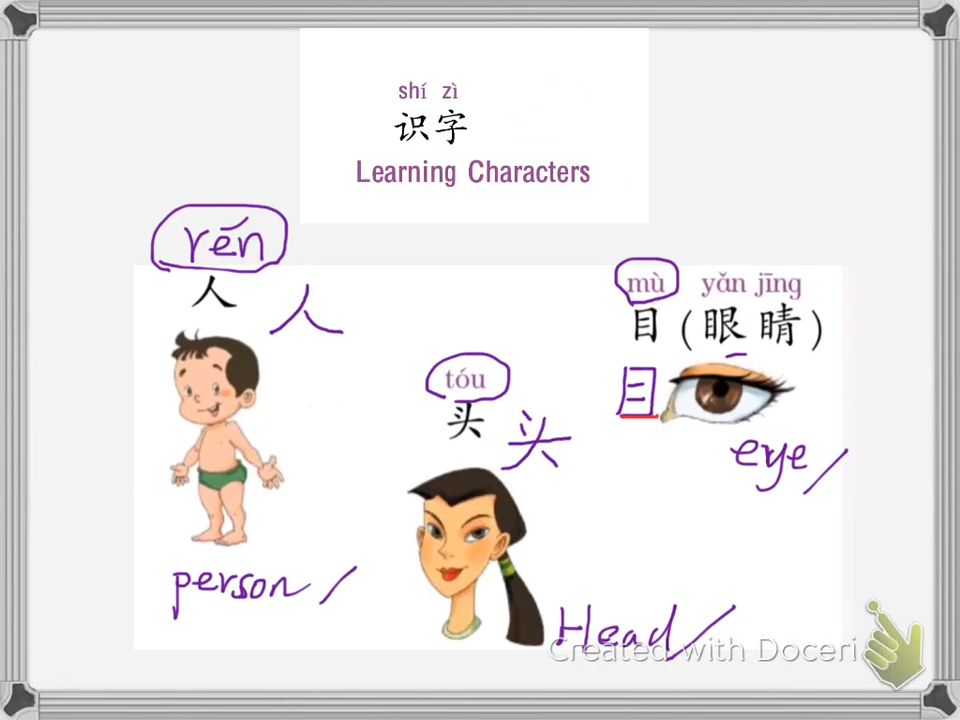 shí zì
识字
Learning Characters
rén
人 人
person /
tóu
头 头
Head /
mù yǎn jīng
目(眼睛)
目
eye /
Created with Doceri